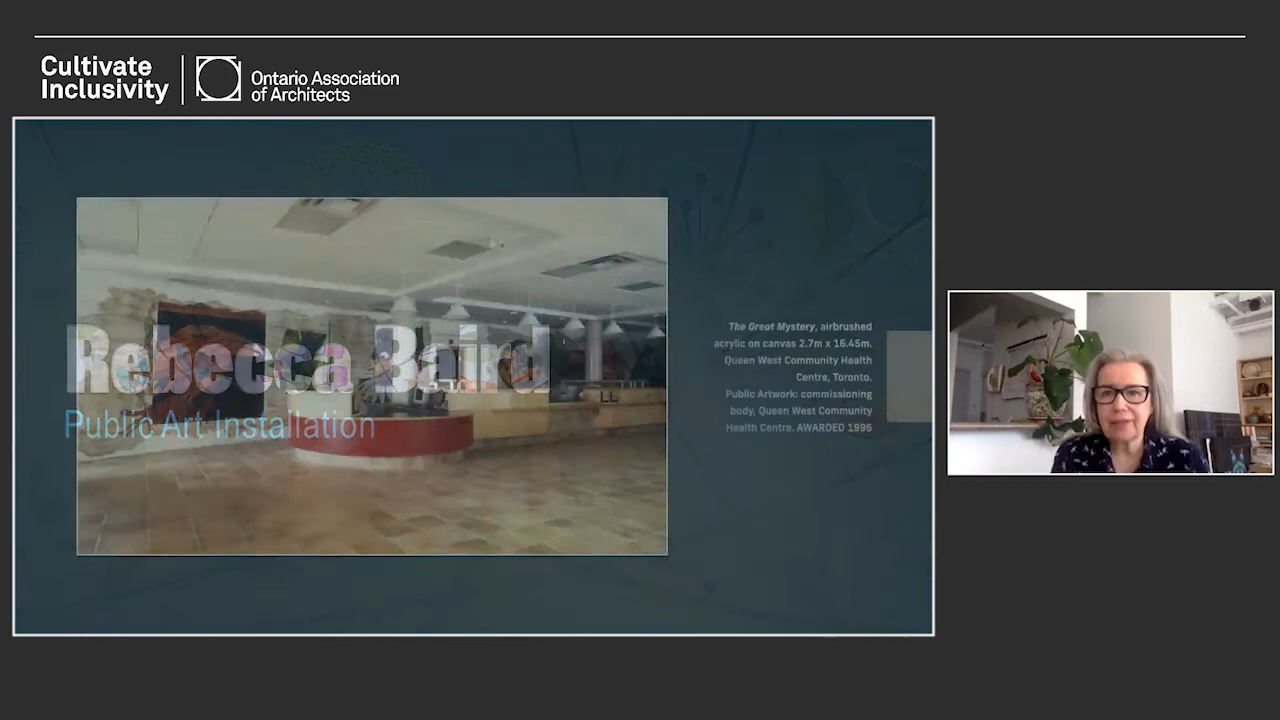 Cultivate
Inclusivity
Ontario Association
of Architects
Rebecca Baird
Public Art Installation
The Great Mystery, airbrushed
acrylic on canvas 2.7m x 16.45m.
Queen West Community Health
Centre, Toronto.
Public Artwork: commissioning
body, Queen West Community
Health Centre. AWARDED 1996